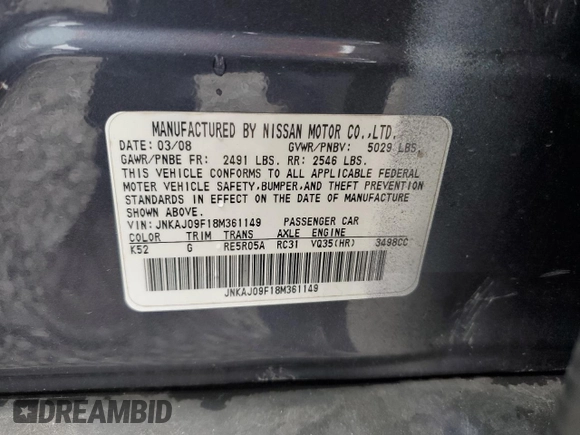 MANUFACTURED BY NISSAN MOTOR CO.,LTD.
DATE: 03/08 GVWR/PNBV: 5029 LBS.
GAWR/PNBE FR: 2491 LBS. RR: 2546 LBS.
THIS VEHICLE CONFORMS TO ALL APPLICABLE FEDERAL
MOTOR VEHICLE SAFETY,BUMPER,AND THEFT PREVENTION
STANDARDS IN EFFECT ON THE DATE OF MANUFACTURE
SHOWN ABOVE.
VIN: JNKAJ09F18M361149 PASSENGER CAR
COLOR TRIM TRANS AXLE ENGINE
K52 G RE5R05A RC31 VQ35(HR) 3498CC
JNKAJ09F18M361149
DREAMBID